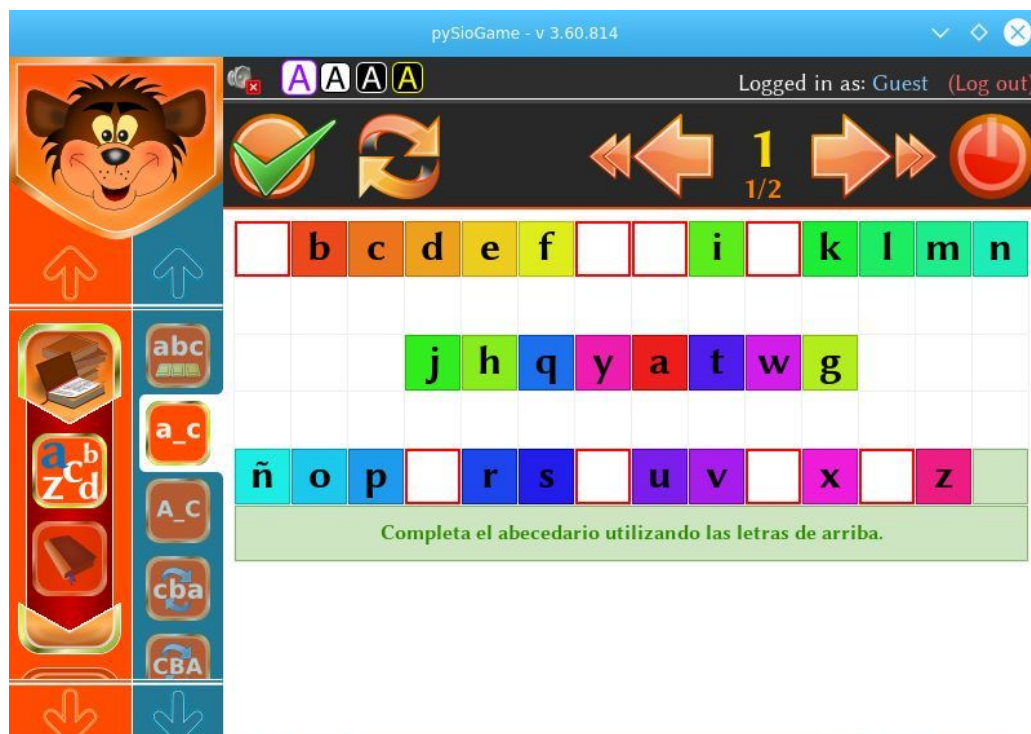 pySioGame - v 3.60.814
A A A A Logged in as: Guest (Log out)
1
1/2
b c d e f i k l m n
j h q y a t w g
ñ o p r s u v x z
Completa el abecedario utilizando las letras de arriba.
abc
a_c
a c b z d
A_C
cba
CBA